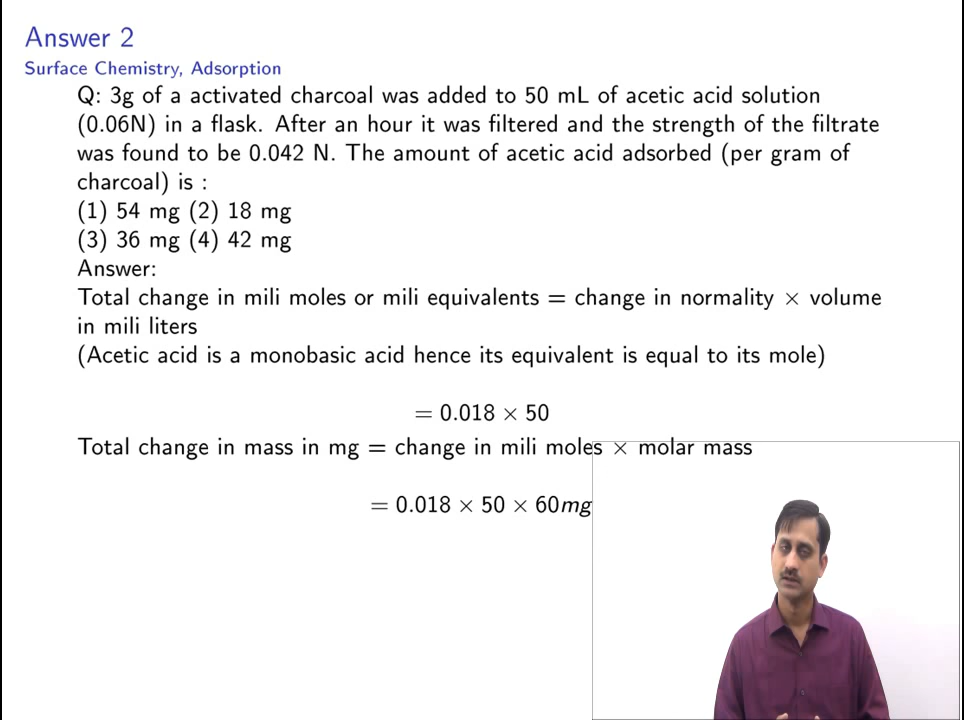 Answer 2
Surface Chemistry, Adsorption
Q: 3g of a activated charcoal was added to 50 mL of acetic acid solution
(0.06N) in a flask. After an hour it was filtered and the strength of the filtrate
was found to be 0.042 N. The amount of acetic acid adsorbed (per gram of
charcoal) is :
(1) 54 mg (2) 18 mg
(3) 36 mg (4) 42 mg
Answer:
Total change in mili moles or mili equivalents = change in normality × volume
in mili liters
(Acetic acid is a monobasic acid hence its equivalent is equal to its mole)
= 0.018 × 50
Total change in mass in mg = change in mili moles × molar mass
= 0.018 × 50 × 60mg